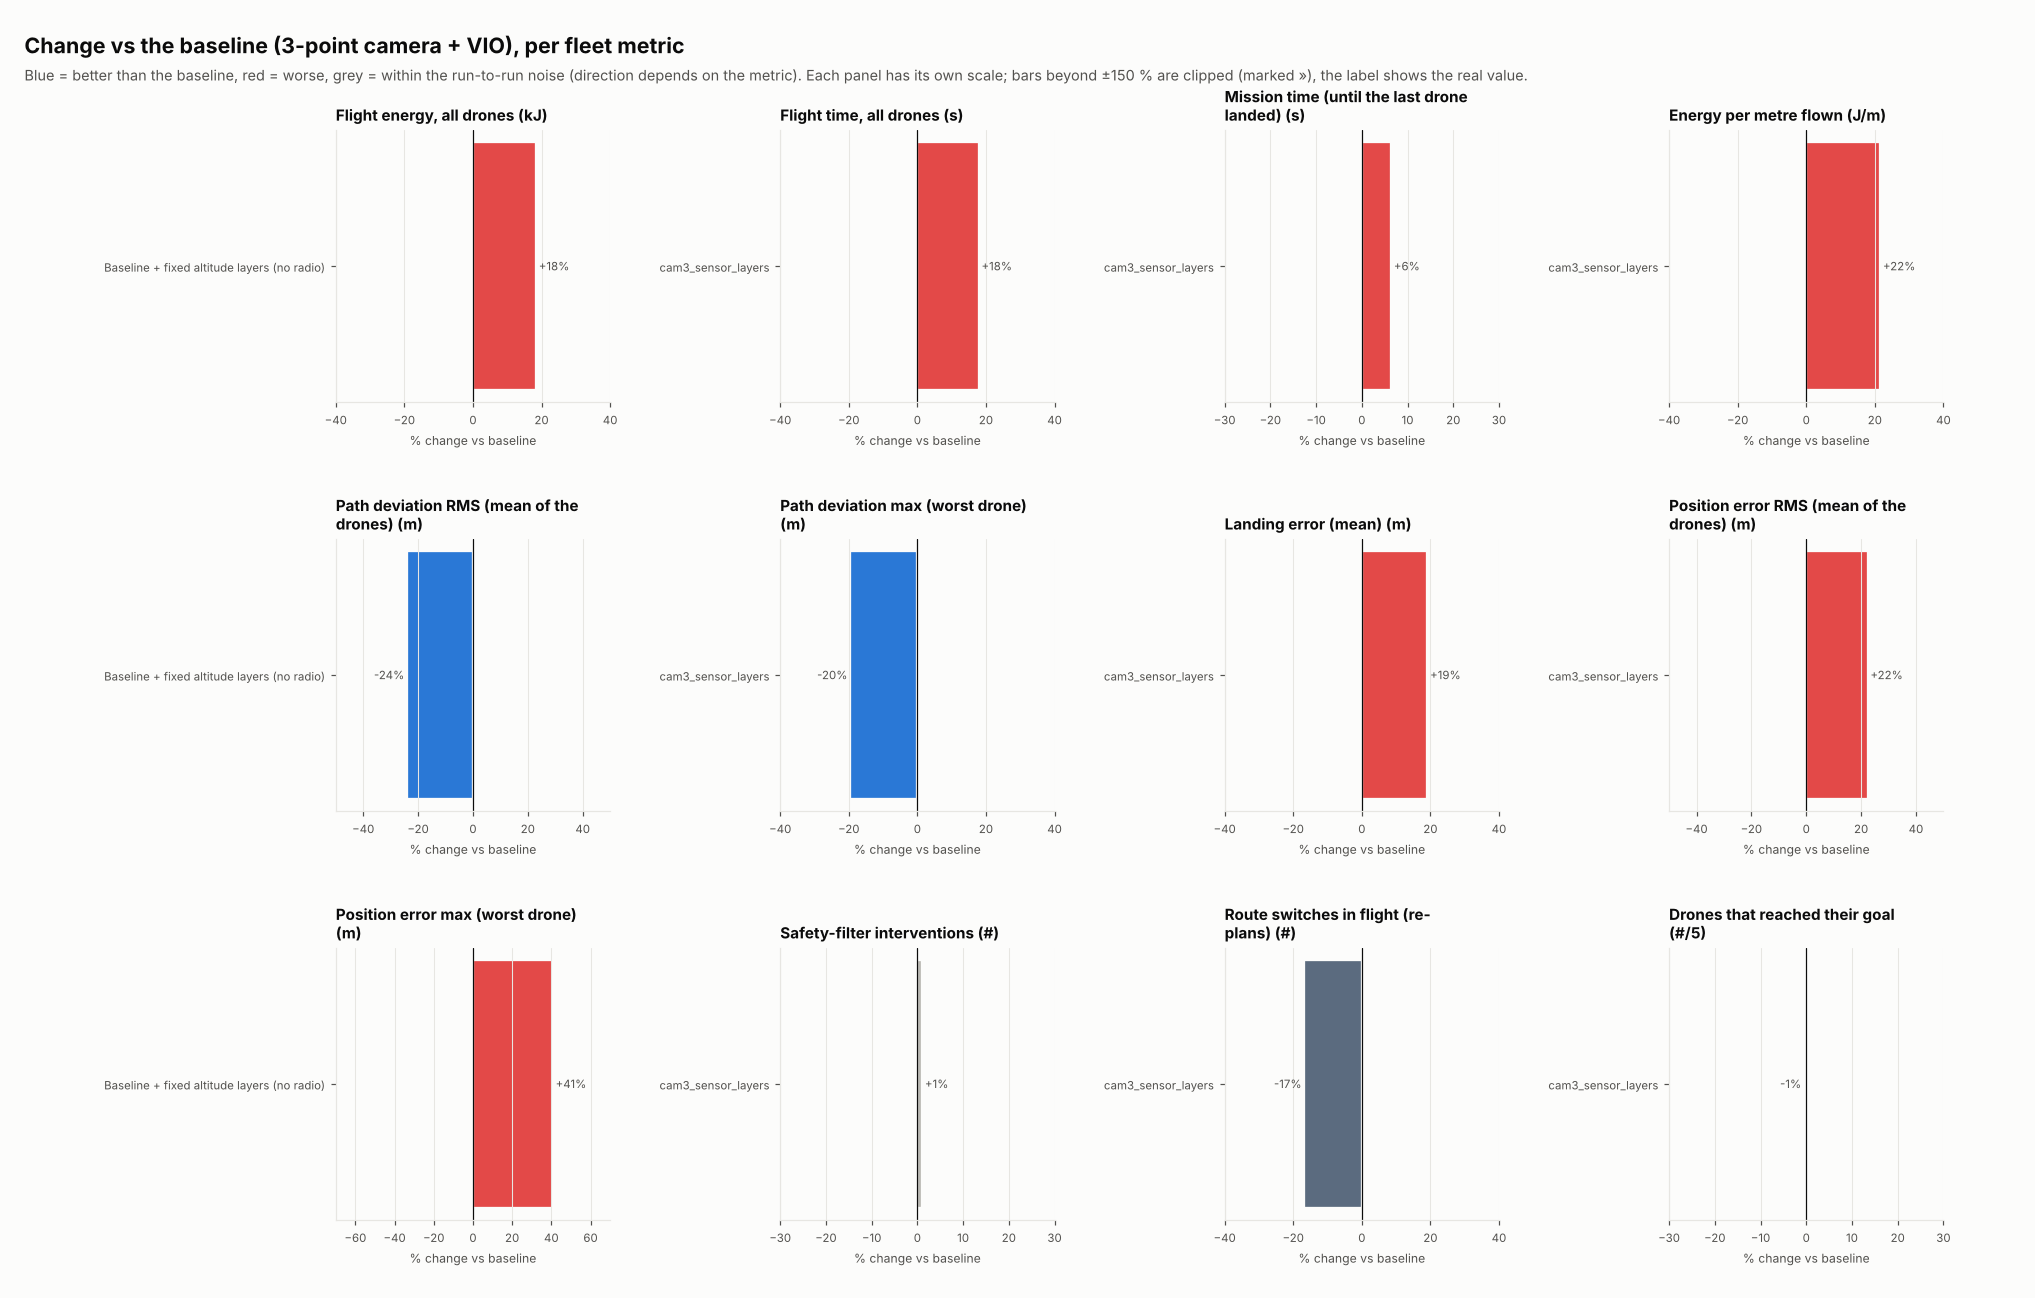 Change vs the baseline (3-point camera + VIO), per fleet metric
Blue = better than the baseline, red = worse, grey = within the run-to-run noise (direction depends on the metric). Each panel has its own scale; bars beyond ±150 % are clipped (marked »), the label shows the real value.
Flight energy, all drones (kJ)
Baseline + fixed altitude layers (no radio)
+18%
−40 −20 0 20 40
% change vs baseline
Flight time, all drones (s)
cam3_sensor_layers
+18%
−40 −20 0 20 40
% change vs baseline
Mission time (until the last drone
landed) (s)
cam3_sensor_layers
+6%
−30 −20 −10 0 10 20 30
% change vs baseline
Energy per metre flown (J/m)
cam3_sensor_layers
+22%
−40 −20 0 20 40
% change vs baseline
Path deviation RMS (mean of the
drones) (m)
Baseline + fixed altitude layers (no radio)
-24%
−40 −20 0 20 40
% change vs baseline
Path deviation max (worst drone)
(m)
cam3_sensor_layers
-20%
−40 −20 0 20 40
% change vs baseline
Landing error (mean) (m)
cam3_sensor_layers
+19%
−40 −20 0 20 40
% change vs baseline
Position error RMS (mean of the
drones) (m)
cam3_sensor_layers
+22%
−40 −20 0 20 40
% change vs baseline
Position error max (worst drone)
(m)
Baseline + fixed altitude layers (no radio)
+41%
−60 −40 −20 0 20 40 60
% change vs baseline
Safety-filter interventions (#)
cam3_sensor_layers
+1%
−30 −20 −10 0 10 20 30
% change vs baseline
Route switches in flight (re-
plans) (#)
cam3_sensor_layers
-17%
−40 −20 0 20 40
% change vs baseline
Drones that reached their goal
(#/5)
cam3_sensor_layers
-1%
−30 −20 −10 0 10 20 30
% change vs baseline